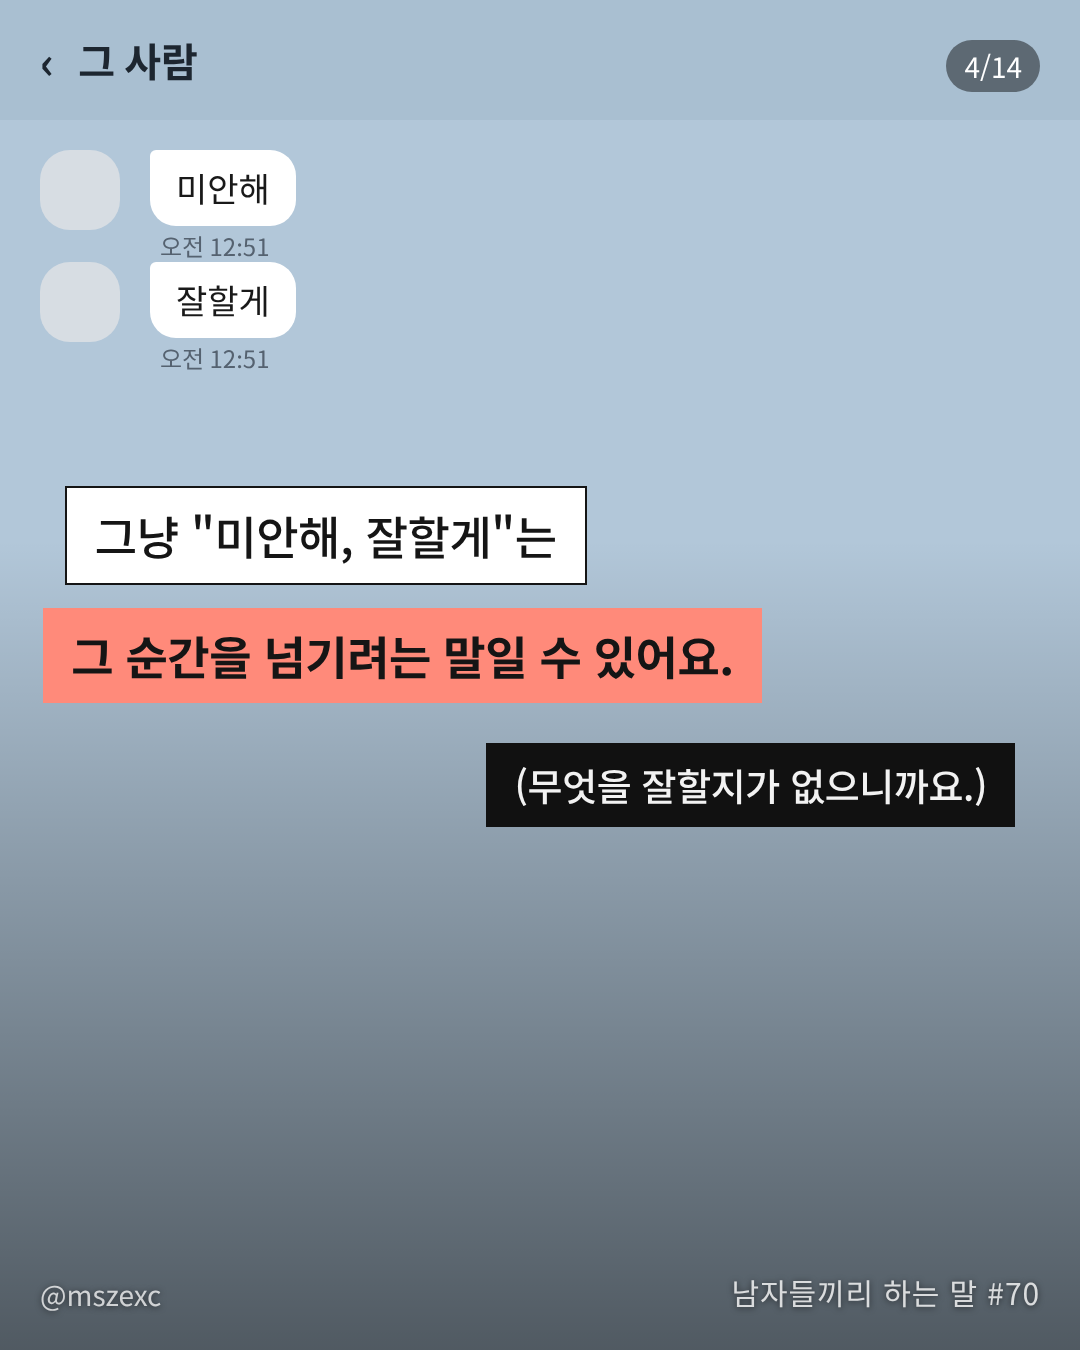 ‹ 그 사람
4/14
미안해
오전 12:51
잘할게
오전 12:51
그냥 "미안해, 잘할게"는
그 순간을 넘기려는 말일 수 있어요.
(무엇을 잘할지가 없으니까요.)
@mszexc
남자들끼리 하는 말 #70